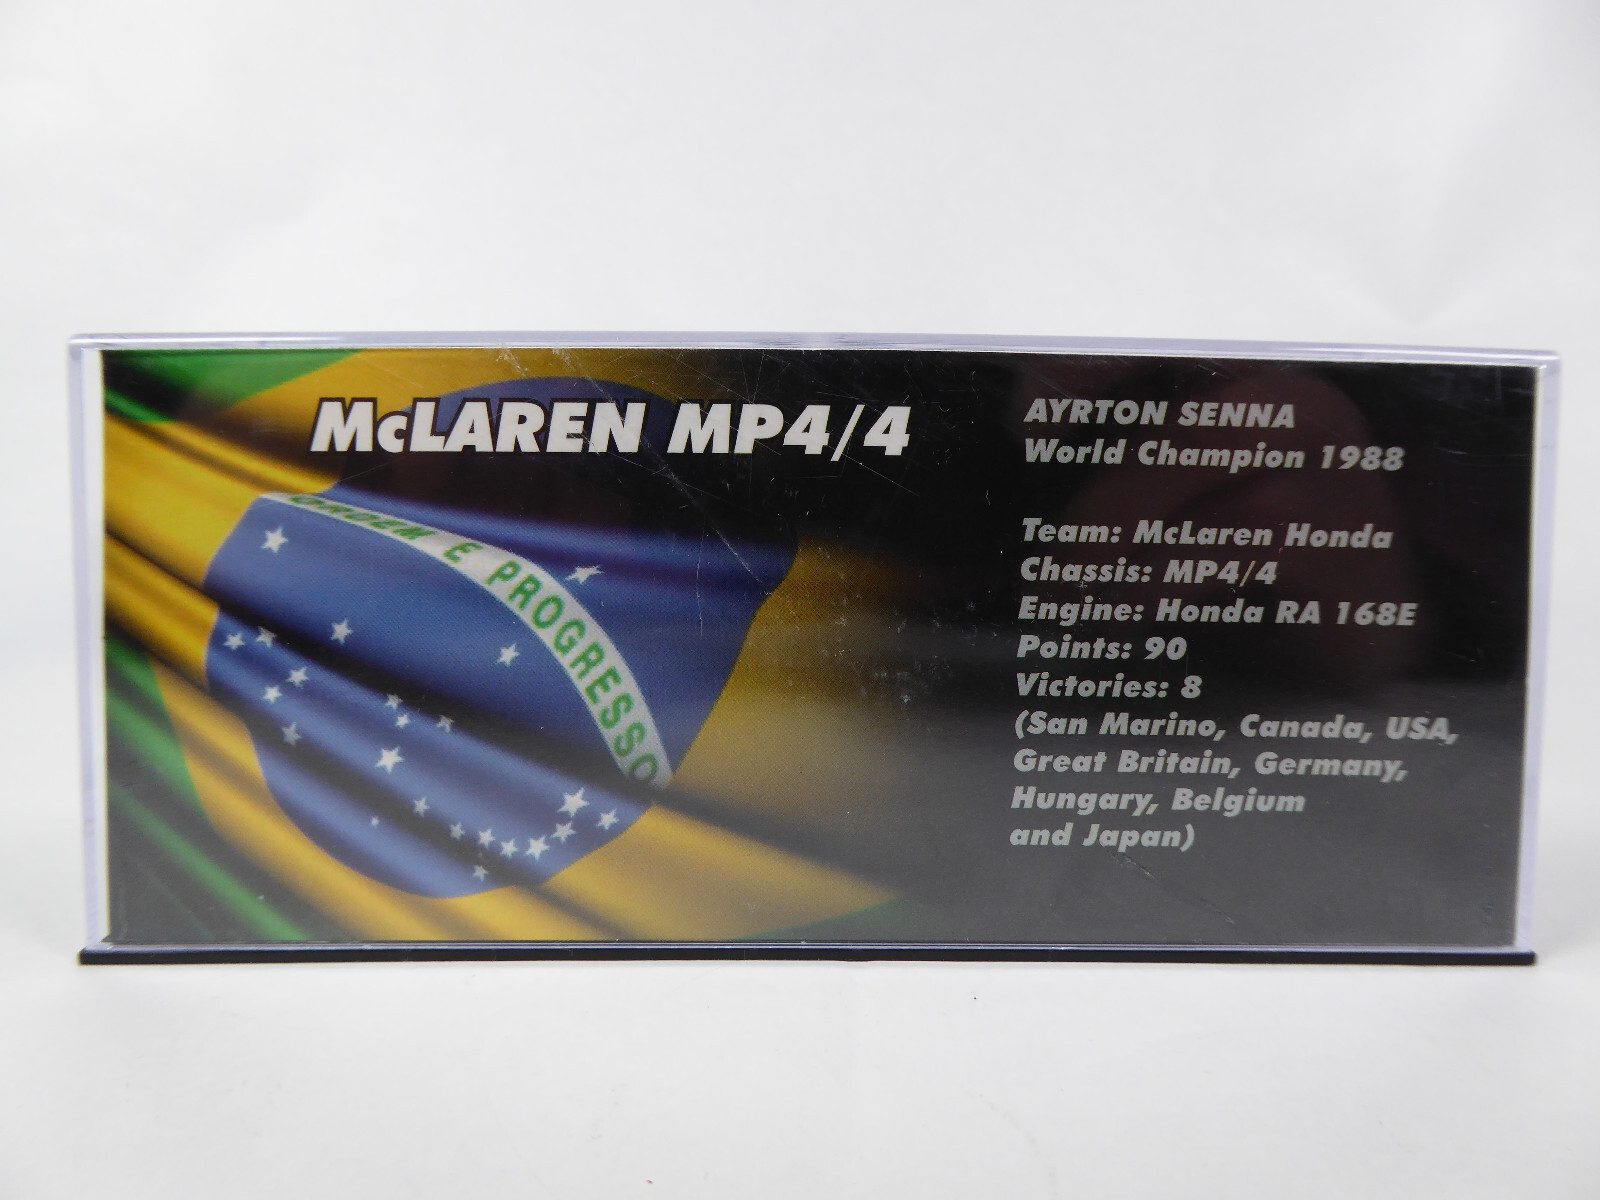 McLAREN MP4/4
ORDEM E PROGRESSO
AYRTON SENNA
World Champion 1988
Team: McLaren Honda
Chassis: MP4/4
Engine: Honda RA 168E
Points: 90
Victories: 8
(San Marino, Canada, USA,
Great Britain, Germany,
Hungary, Belgium
and Japan)